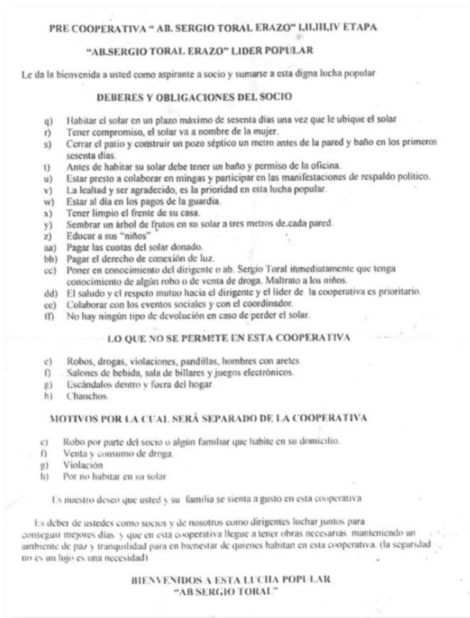 PRE COOPERATIVA “ AB. SERGIO TORAL ERAZO” I,II,III,IV ETAPA
“AB.SERGIO TORAL ERAZO” LIDER POPULAR
Le da la bienvenida a usted como aspirante a socio y sumarse a esta digna lucha popular
DEBERES Y OBLIGACIONES DEL SOCIO
q) Habitar el solar en un plazo máximo de sesenta días una vez que le ubique el solar
r) Tener compromiso, el solar va a nombre de la mujer.
s) Cerrar el patio y construir un pozo séptico un metro antes de la pared y baño en los primeros
sesenta días.
t) Antes de habitar su solar debe tener un baño y permiso de la oficina.
u) Estar presto a colaborar en mingas y participar en las manifestaciones de respaldo político.
v) La lealtad y ser agradecido, es la prioridad en esta lucha popular.
w) Estar al día en los pagos de la guardia.
x) Tener limpio el frente de su casa.
y) Sembrar un árbol de frutos en su solar a tres metros de cada pared.
z) Educar a sus “niños”
aa) Pagar las cuotas del solar donado.
bb) Pagar el derecho de conexión de luz.
cc) Poner en conocimiento del dirigente o ab. Sergio Toral inmediatamente que tenga
conocimiento de algún robo o de venta de droga. Maltrato a los niños.
dd) El saludo y el respeto mutuo hacia el dirigente y el líder de la cooperativa es prioritario.
ee) Colaborar con los eventos sociales y con el coordinador.
ff) No hay ningún tipo de devolución en caso de perder el solar.
LO QUE NO SE PERMITE EN ESTA COOPERATIVA
e) Robos, drogas, violaciones, pandillas, hombres con aretes
f) Salones de bebida, sala de billares y juegos electrónicos.
g) Escándalos dentro y fuera del hogar
h) Chanchos.
MOTIVOS POR LA CUAL SERÁ SEPARADO DE LA COOPERATIVA
e) Robo por parte del socio o algún familiar que habite en su domicilio.
f) Venta y consumo de droga.
g) Violación
h) Por no habitar en su solar
Es nuestro deseo que usted y su familia se sienta a gusto en esta cooperativa
Es deber de ustedes como socios y de nosotros como dirigentes luchar juntos para
conseguir mejores días y que en esta cooperativa llegue a tener obras necesarias manteniendo un
ambiente de paz y tranquilidad para en bienestar de quienes habitan en esta cooperativa. (la seguridad
no es un lujo es una necesidad)
BIENVENIDOS A ESTA LUCHA POPULAR
“AB SERGIO TORAL”